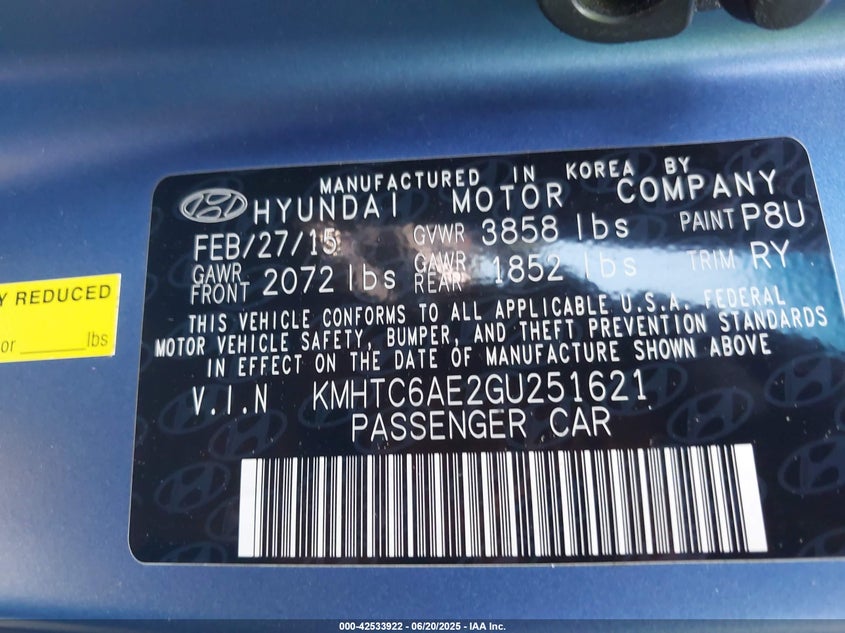 MANUFACTURED IN KOREA BY
HYUNDAI MOTOR COMPANY
FEB/27/15 GVWR 3858 lbs PAINT P8U
GAWR FRONT 2072 lbs GAWR REAR 1852 lbs TRIM RY
THIS VEHICLE CONFORMS TO ALL APPLICABLE U.S.A. FEDERAL
MOTOR VEHICLE SAFETY, BUMPER, AND THEFT PREVENTION STANDARDS
IN EFFECT ON THE DATE OF MANUFACTURE SHOWN ABOVE
V.I.N KMHTC6AE2GU251621
PASSENGER CAR
Y REDUCED
or ______lbs
000-42533922 - 06/20/2025 - IAA Inc.